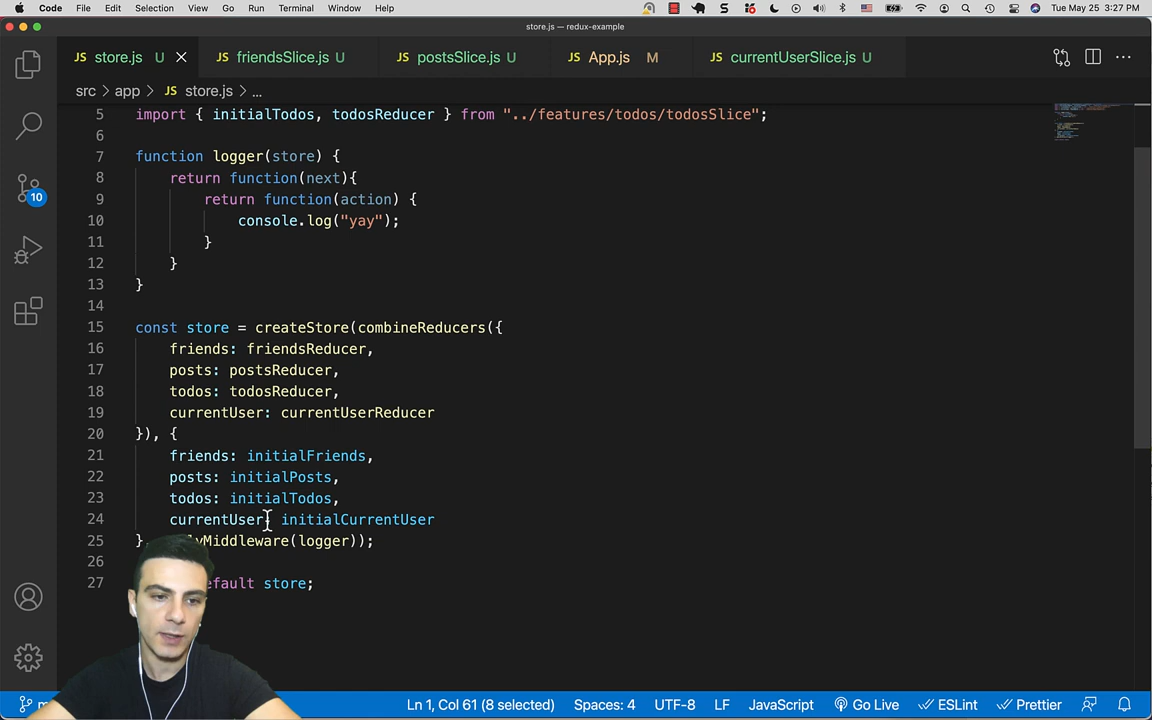 Code File Edit Selection View Go Run Terminal Window Help Tue May 25 3:27 PM
store.js — redux-example
JS store.js U JS friendsSlice.js U JS postsSlice.js U JS App.js M JS currentUserSlice.js U
src > app > JS store.js > ...
5 import { initialTodos, todosReducer } from "../features/todos/todosSlice";
6
7 function logger(store) {
8 return function(next){
9 return function(action) {
10 console.log("yay");
11 }
12 }
13 }
14
15 const store = createStore(combineReducers({
16 friends: friendsReducer,
17 posts: postsReducer,
18 todos: todosReducer,
19 currentUser: currentUserReducer
20 }), {
21 friends: initialFriends,
22 posts: initialPosts,
23 todos: initialTodos,
24 currentUser: initialCurrentUser
25 } lyMiddleware(logger));
26
27 efault store;
10
Ln 1, Col 61 (8 selected) Spaces: 4 UTF-8 LF JavaScript Go Live ESLint Prettier